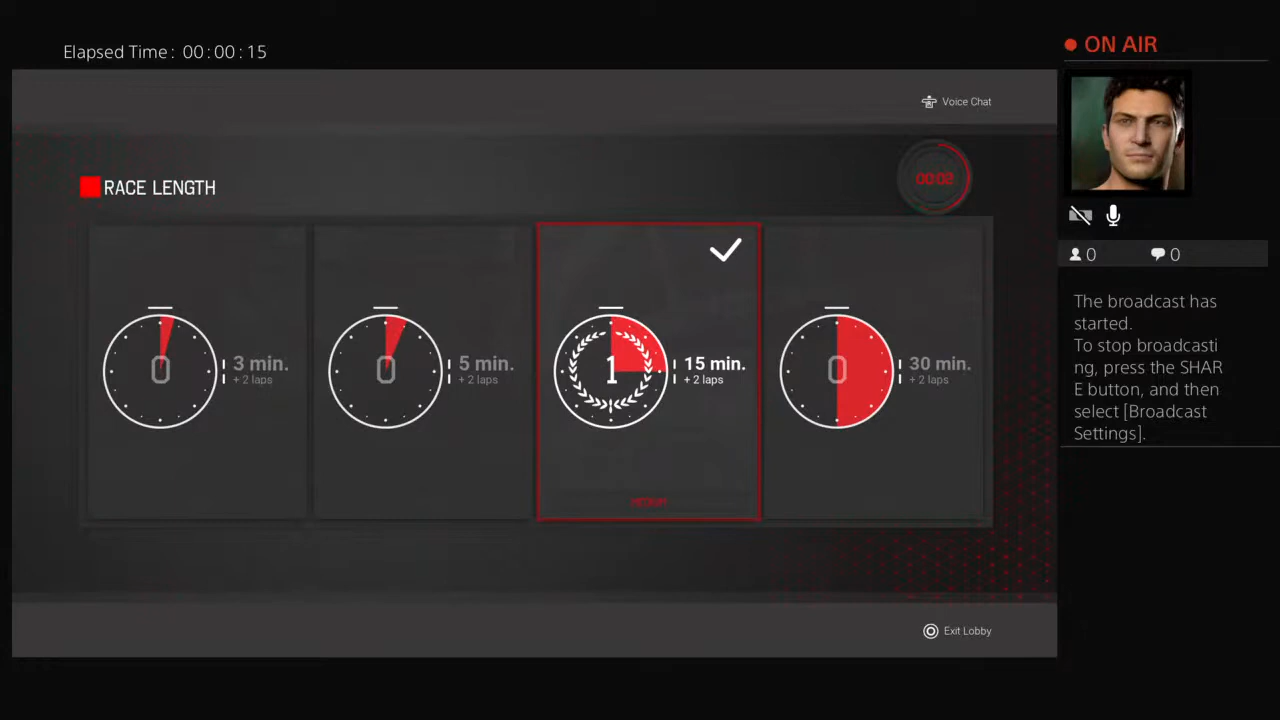 Elapsed Time: 00:00:15
ON AIR
Voice Chat
RACE LENGTH
00:02
0
3 min.
+ 2 laps
0
5 min.
+ 2 laps
1
15 min.
+ 2 laps
0
30 min.
+ 2 laps
MEDIUM
Exit Lobby
0
0
The broadcast has
started.
To stop broadcasti
ng, press the SHAR
E button, and then
select [Broadcast
Settings].